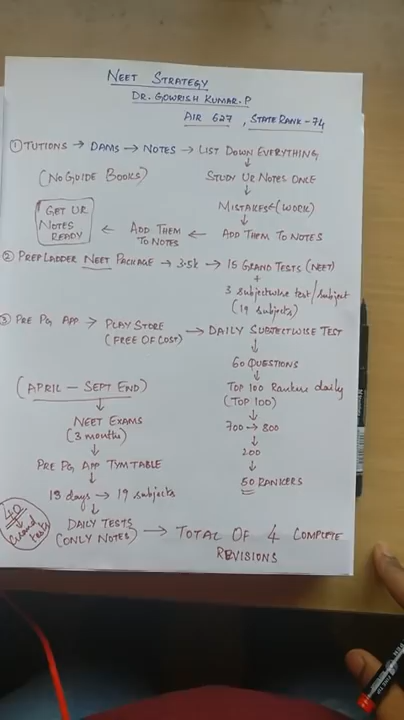 NEET STRATEGY
DR. GOWRISH KUMAR. P
AIR 627 , STATE RANK - 74
① TUTIONS → DAMS → NOTES → LIST DOWN EVERYTHING
↓
(NO GUIDE BOOKS) STUDY UR NOTES ONCE
↓
MISTAKES ← (WORK)
↓
GET UR NOTES READY ← ADD THEM TO NOTES ← ADD THEM TO NOTES
② PREPLADDER NEET PACKAGE → 3.5k → 15 GRAND TESTS (NEET)
+
3 subjectwise test/subject
(19 subjects)
③ PRE PG APP → PLAY STORE → DAILY SUBJECTWISE TEST
(FREE OF COST)
↓
60 QUESTIONS
↓
TOP 100 Rankers daily
(TOP 100)
↓
700 → 800
↓
200
↓
50 RANKERS
(APRIL - SEPT END)
↓
NEET EXAMS
(3 months)
↓
PRE PG APP TYM TABLE
↓
19 subjects
↓
40
↓
Grand tests
DAILY TESTS → TOTAL OF 4 COMPLETE
(ONLY NOTES) REVISIONS